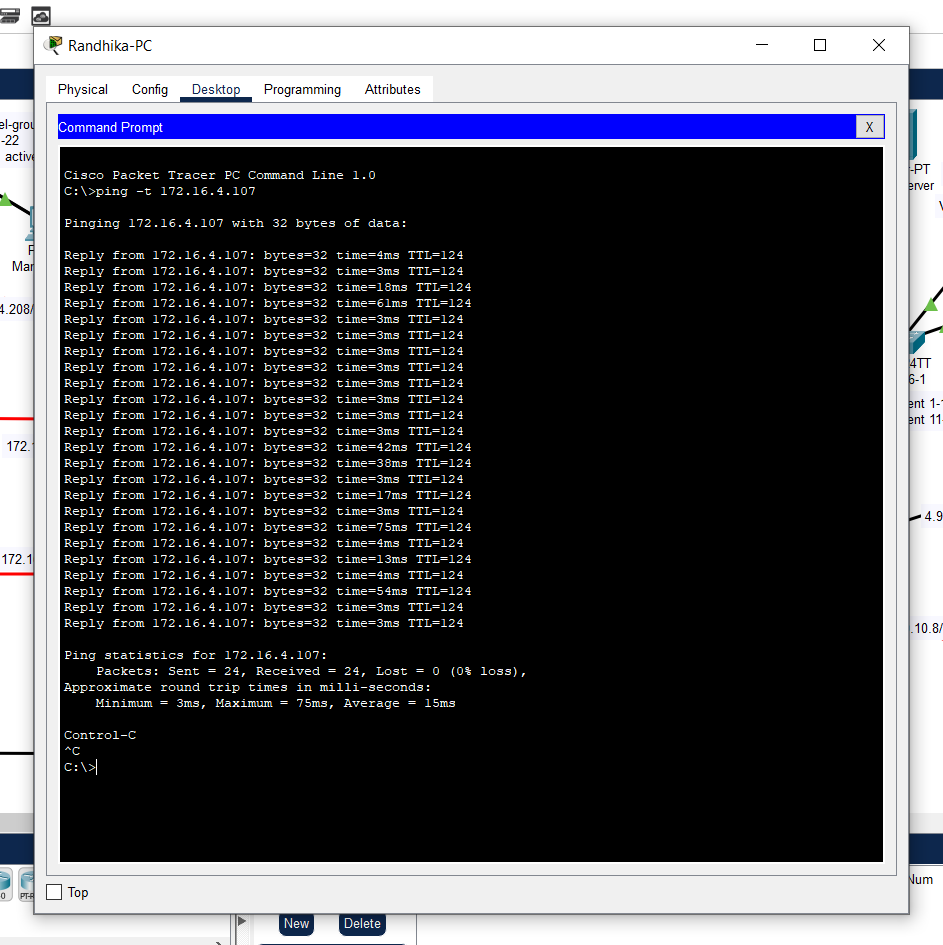 Randhika-PC
Physical Config Desktop Programming Attributes
Command Prompt X
Cisco Packet Tracer PC Command Line 1.0
C:\>ping -t 172.16.4.107
Pinging 172.16.4.107 with 32 bytes of data:
Reply from 172.16.4.107: bytes=32 time=4ms TTL=124
Reply from 172.16.4.107: bytes=32 time=3ms TTL=124
Reply from 172.16.4.107: bytes=32 time=18ms TTL=124
Reply from 172.16.4.107: bytes=32 time=61ms TTL=124
Reply from 172.16.4.107: bytes=32 time=3ms TTL=124
Reply from 172.16.4.107: bytes=32 time=3ms TTL=124
Reply from 172.16.4.107: bytes=32 time=3ms TTL=124
Reply from 172.16.4.107: bytes=32 time=3ms TTL=124
Reply from 172.16.4.107: bytes=32 time=3ms TTL=124
Reply from 172.16.4.107: bytes=32 time=3ms TTL=124
Reply from 172.16.4.107: bytes=32 time=3ms TTL=124
Reply from 172.16.4.107: bytes=32 time=3ms TTL=124
Reply from 172.16.4.107: bytes=32 time=42ms TTL=124
Reply from 172.16.4.107: bytes=32 time=38ms TTL=124
Reply from 172.16.4.107: bytes=32 time=3ms TTL=124
Reply from 172.16.4.107: bytes=32 time=17ms TTL=124
Reply from 172.16.4.107: bytes=32 time=3ms TTL=124
Reply from 172.16.4.107: bytes=32 time=75ms TTL=124
Reply from 172.16.4.107: bytes=32 time=4ms TTL=124
Reply from 172.16.4.107: bytes=32 time=13ms TTL=124
Reply from 172.16.4.107: bytes=32 time=4ms TTL=124
Reply from 172.16.4.107: bytes=32 time=54ms TTL=124
Reply from 172.16.4.107: bytes=32 time=3ms TTL=124
Reply from 172.16.4.107: bytes=32 time=3ms TTL=124
Ping statistics for 172.16.4.107:
Packets: Sent = 24, Received = 24, Lost = 0 (0% loss),
Approximate round trip times in milli-seconds:
Minimum = 3ms, Maximum = 75ms, Average = 15ms
Control-C
^C
C:\>
Top
New Delete
el-grou
-22
active
Mar
4.208/
172.
172.1
-PT
erver
4TT
6-1
ent 1-
ent 11
4.9
.10.8/
Num